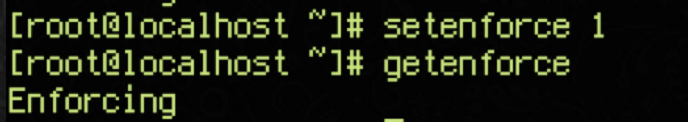 [root@localhost ~]# setenforce 1
[root@localhost ~]# getenforce
Enforcing